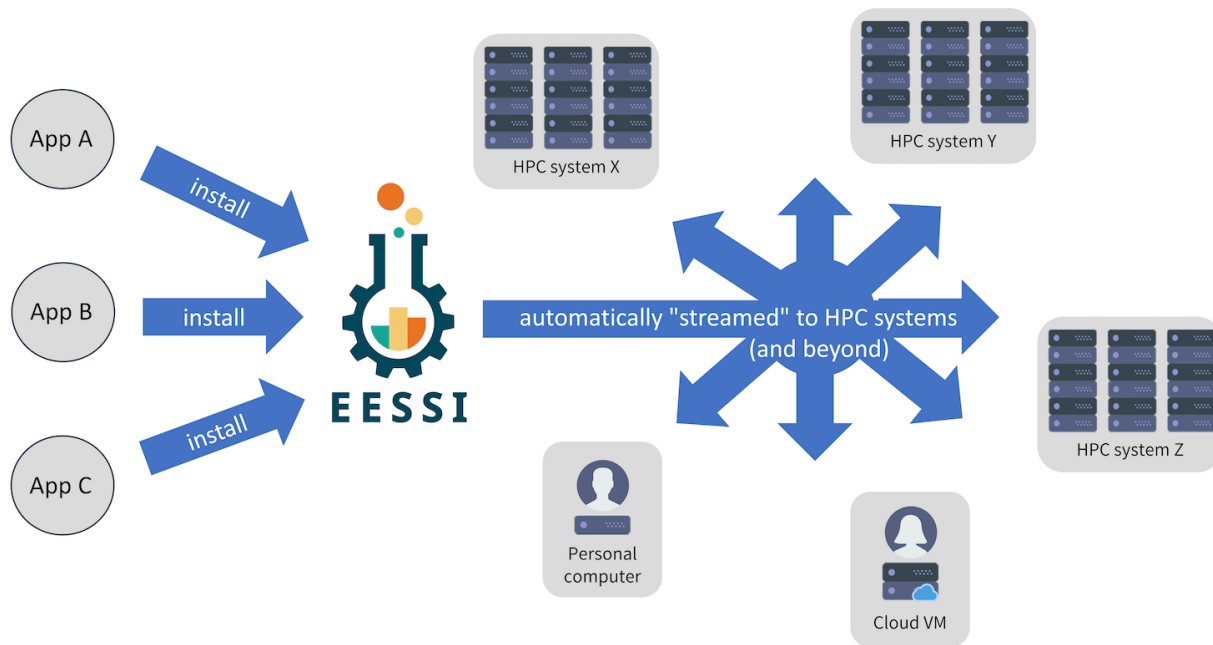 App A
install
App B
install
App C
install
EESSI
automatically "streamed" to HPC systems
(and beyond)
HPC system X
HPC system Y
HPC system Z
Personal
computer
Cloud VM